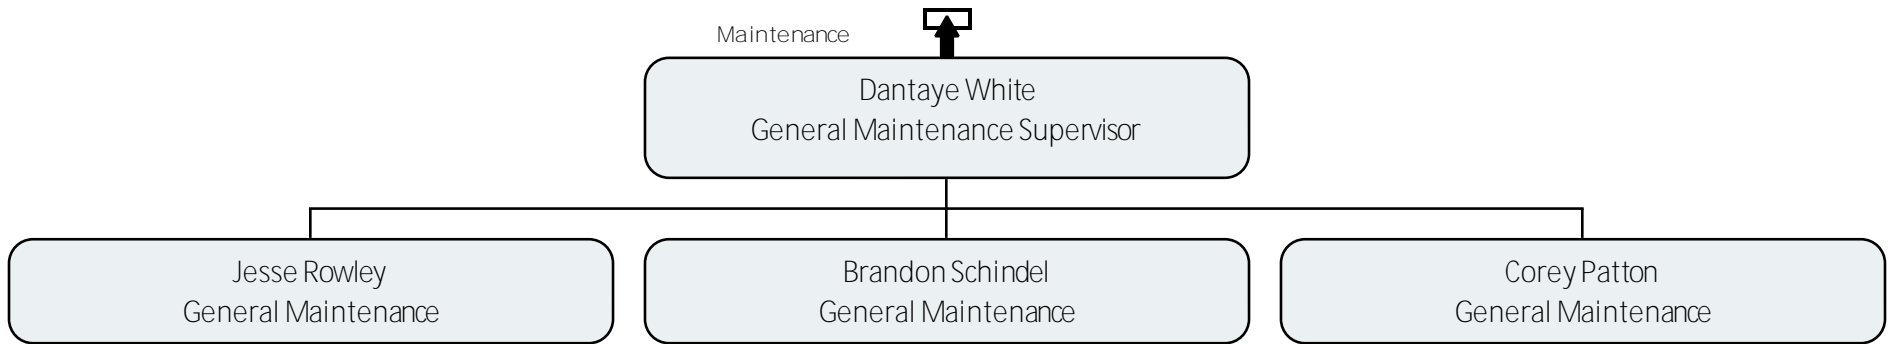 Maintenance
Dantaye White
General Maintenance Supervisor
Jesse Rowley
General Maintenance
Brandon Schindel
General Maintenance
Corey Patton
General Maintenance